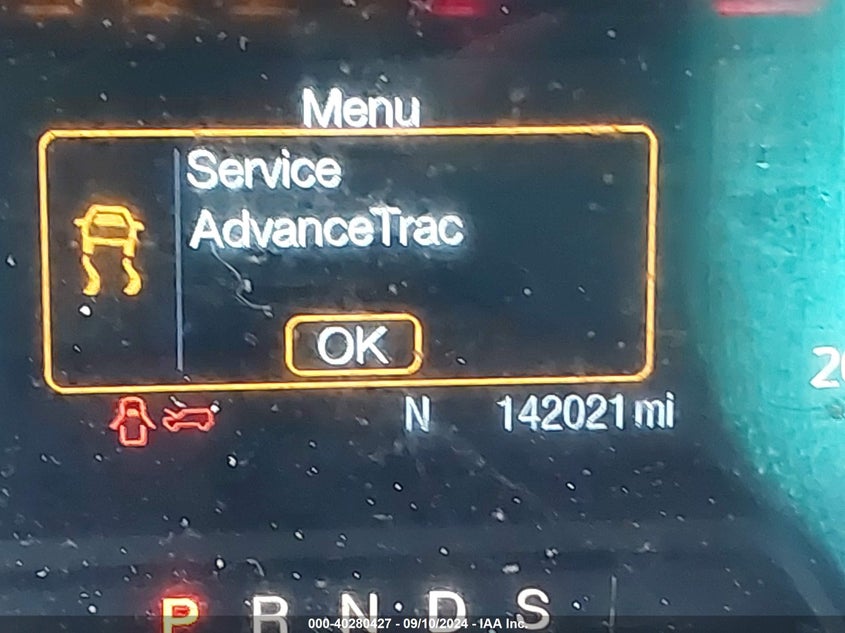 Menu
Service
AdvanceTrac
OK
N 142021 mi
P R N D S
000-40280427 - 09/10/2024 - IAA Inc.